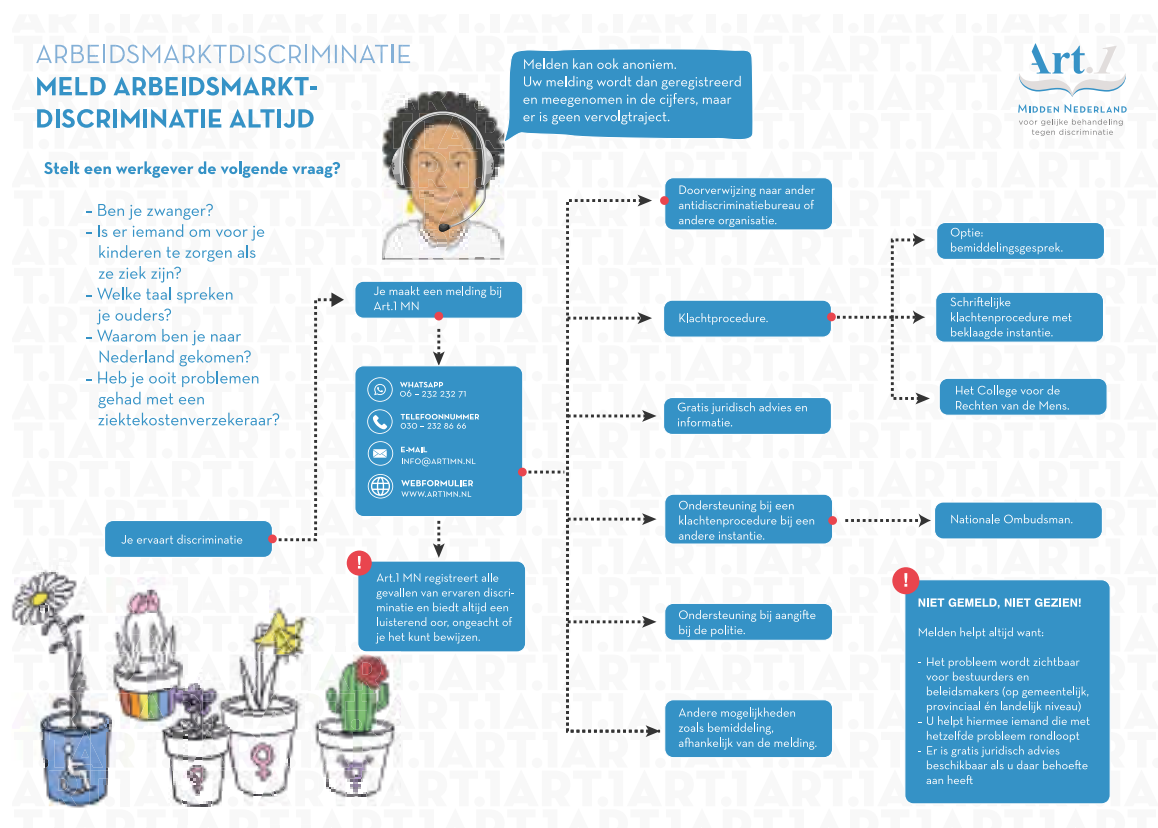 ARBEIDSMARKTDISCRIMINATIE
MELD ARBEIDSMARKT-
DISCRIMINATIE ALTIJD
Stelt een werkgever de volgende vraag?
- Ben je zwanger?
- Is er iemand om voor je
kinderen te zorgen als
ze ziek zijn?
- Welke taal spreken
je ouders?
- Waarom ben je naar
Nederland gekomen?
- Heb je ooit problemen
gehad met een
ziektekostenverzekeraar?
Melden kan ook anoniem.
Uw melding wordt dan geregistreerd
en meegenomen in de cijfers, maar
er is geen vervolgtraject.
Art.1
MIDDEN NEDERLAND
voor gelijke behandeling
tegen discriminatie
Je ervaart discriminatie
Je maakt een melding bij
Art.1 MN
WHATSAPP
06 – 232 232 71
TELEFOONNUMMER
030 – 232 86 66
E-MAIL
INFO@ART1MN.NL
WEBFORMULIER
WWW.ART1MN.NL
!
Art.1 MN registreert alle
gevallen van ervaren discri-
minatie en biedt altijd een
luisterend oor, ongeacht of
je het kunt bewijzen.
Doorverwijzing naar ander
antidiscriminatiebureau of
andere organisatie.
Klachtprocedure.
Optie:
bemiddelingsgesprek.
Schriftelijke
klachtenprocedure met
beklaagde instantie.
Het College voor de
Rechten van de Mens.
Gratis juridisch advies en
informatie.
Ondersteuning bij een
klachtenprocedure bij een
andere instantie.
Nationale Ombudsman.
Ondersteuning bij aangifte
bij de politie.
Andere mogelijkheden
zoals bemiddeling,
afhankelijk van de melding.
!
NIET GEMELD, NIET GEZIEN!
Melden helpt altijd want:
- Het probleem wordt zichtbaar
voor bestuurders en
beleidsmakers (op gemeentelijk,
provinciaal én landelijk niveau)
- U helpt hiermee iemand die met
hetzelfde probleem rondloopt
- Er is gratis juridisch advies
beschikbaar als u daar behoefte
aan heeft